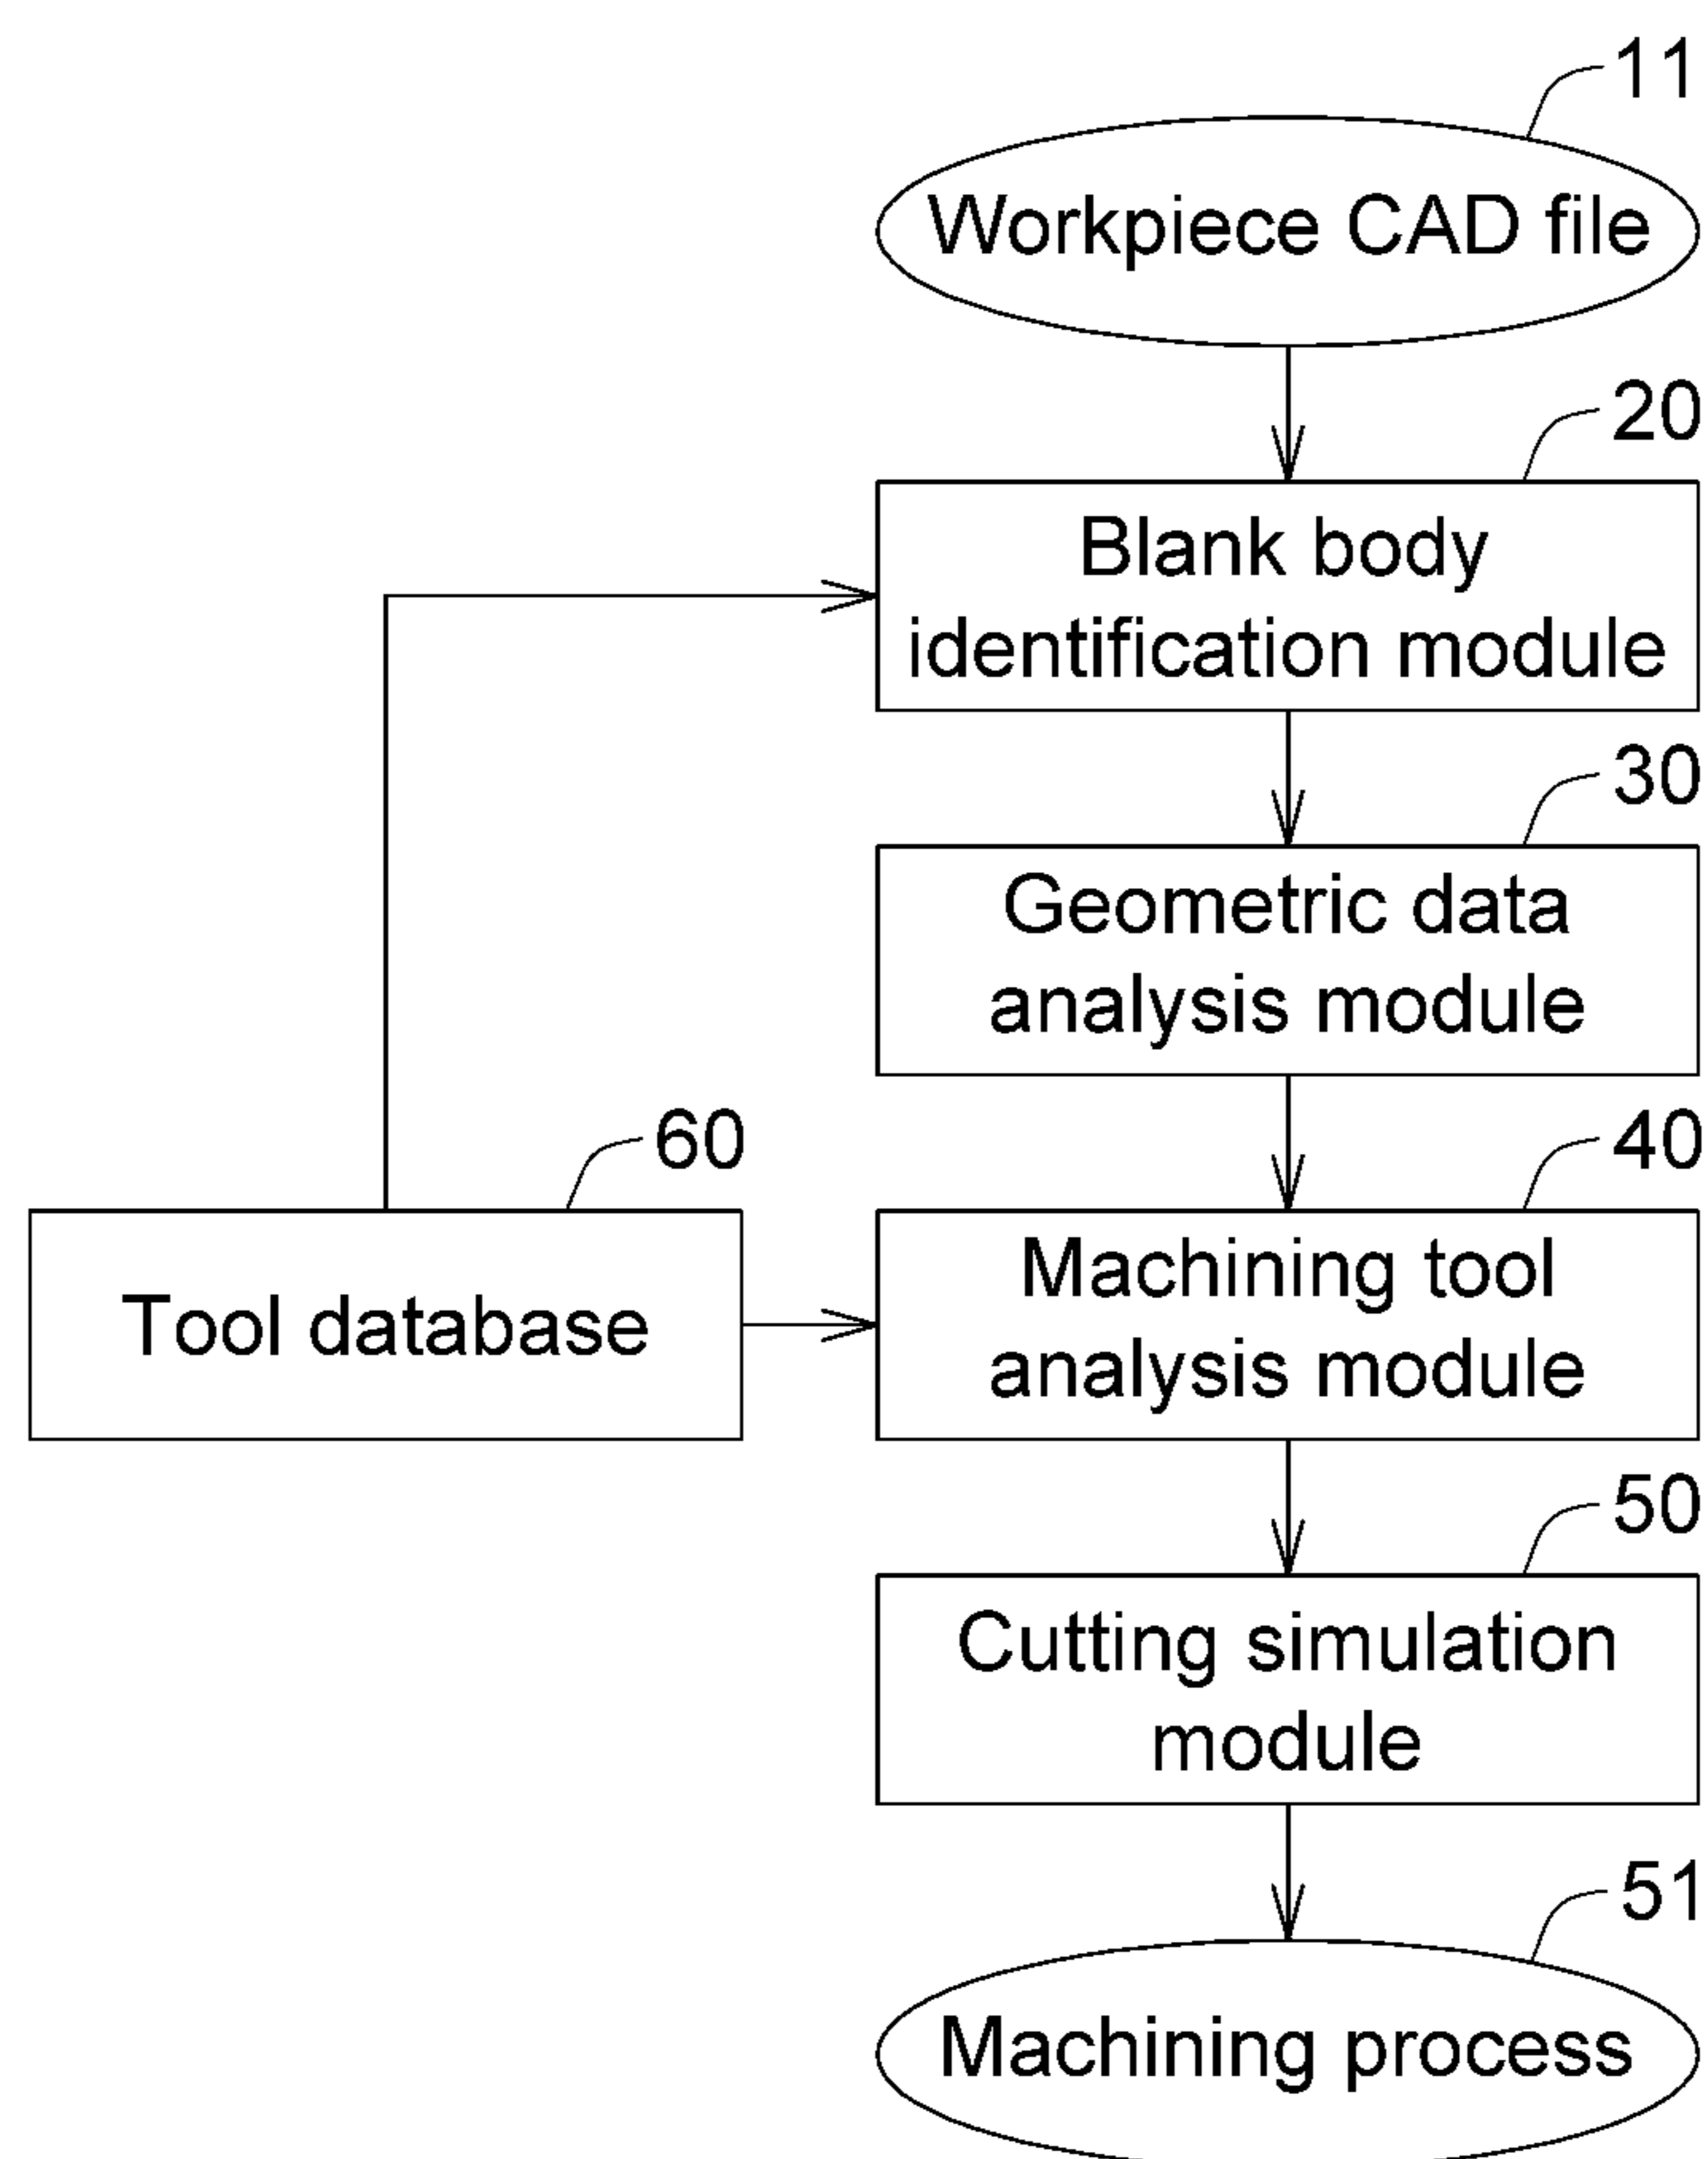 11
Workpiece CAD file
20
Blank body
identification module
30
Geometric data
analysis module
60
40
Tool database
Machining tool
analysis module
50
Cutting simulation
module
51
Machining process